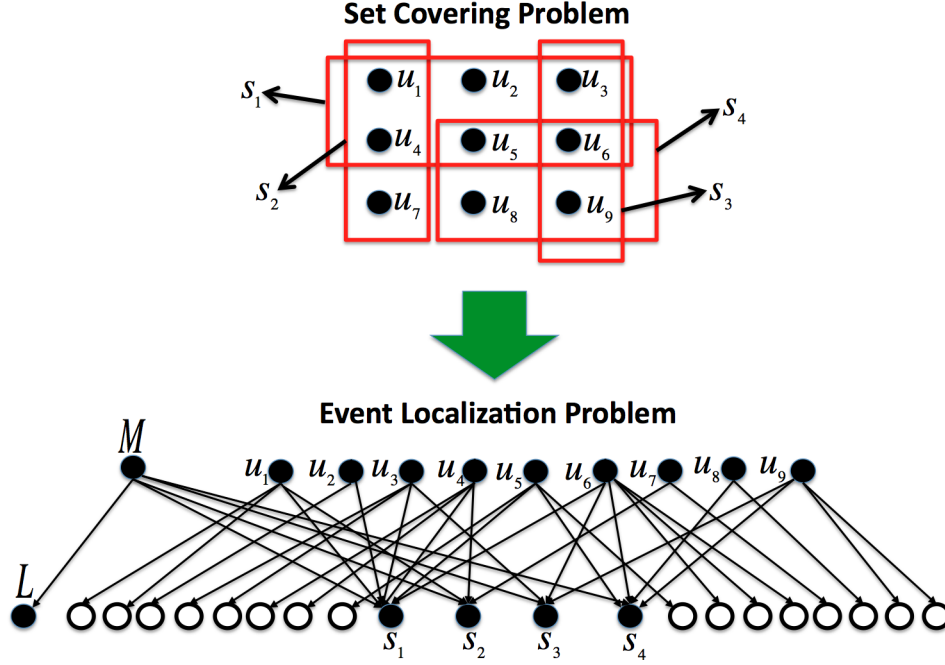 Set Covering Problem
u₁ u₂ u₃
s₁ s₄
u₄ u₅ u₆
s₂ s₃
u₇ u₈ u₉
Event Localization Problem
M
u₁ u₂ u₃ u₄ u₅ u₆ u₇ u₈ u₉
L
s₁ s₂ s₃ s₄